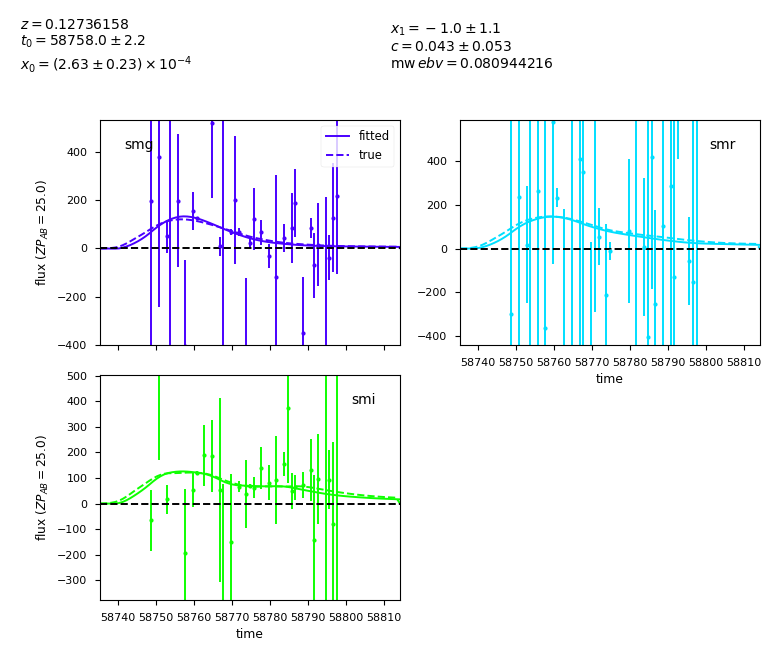 z = 0.12736158
t₀ = 58758.0 ± 2.2
x₀ = (2.63 ± 0.23) × 10⁻⁴
x₁ = −1.0 ± 1.1
c = 0.043 ± 0.053
mw ebv = 0.080944216
smg
fitted
true
400
200
0
−200
−400
flux (ZP_AB = 25.0)
smr
400
200
0
−200
−400
58740 58750 58760 58770 58780 58790 58800 58810
time
smi
500
400
300
200
100
0
−100
−200
−300
flux (ZP_AB = 25.0)
58740 58750 58760 58770 58780 58790 58800 58810
time